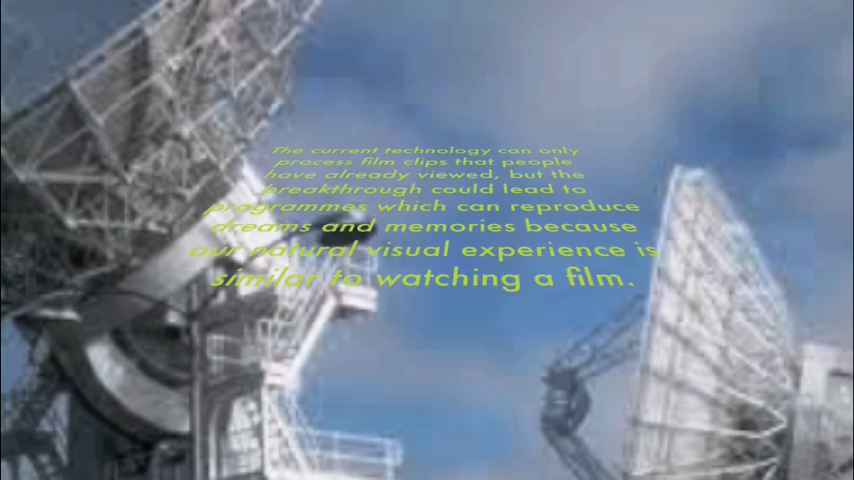 The current technology can only
process film clips that people
have already viewed, but the
breakthrough could lead to
programmes which can reproduce
dreams and memories because
our natural visual experience is
similar to watching a film.